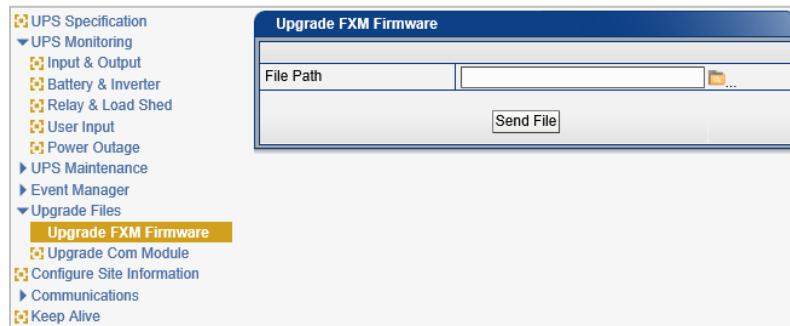 UPS Specification
UPS Monitoring
Input & Output
Battery & Inverter
Relay & Load Shed
User Input
Power Outage
UPS Maintenance
Event Manager
Upgrade Files
Upgrade FXM Firmware
Upgrade Com Module
Configure Site Information
Communications
Keep Alive
Upgrade FXM Firmware
File Path ...
Send File